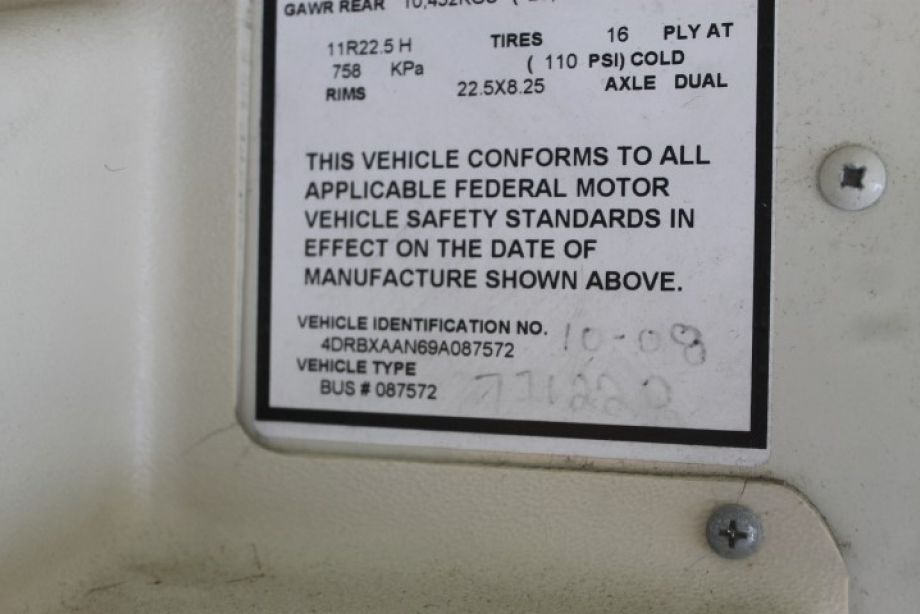 GAWR REAR
11R22.5 H TIRES 16 PLY AT
758 KPa ( 110 PSI) COLD
RIMS 22.5X8.25 AXLE DUAL
THIS VEHICLE CONFORMS TO ALL
APPLICABLE FEDERAL MOTOR
VEHICLE SAFETY STANDARDS IN
EFFECT ON THE DATE OF
MANUFACTURE SHOWN ABOVE.
VEHICLE IDENTIFICATION NO. 10-08
4DRBXAAN69A087572
VEHICLE TYPE
BUS # 087572